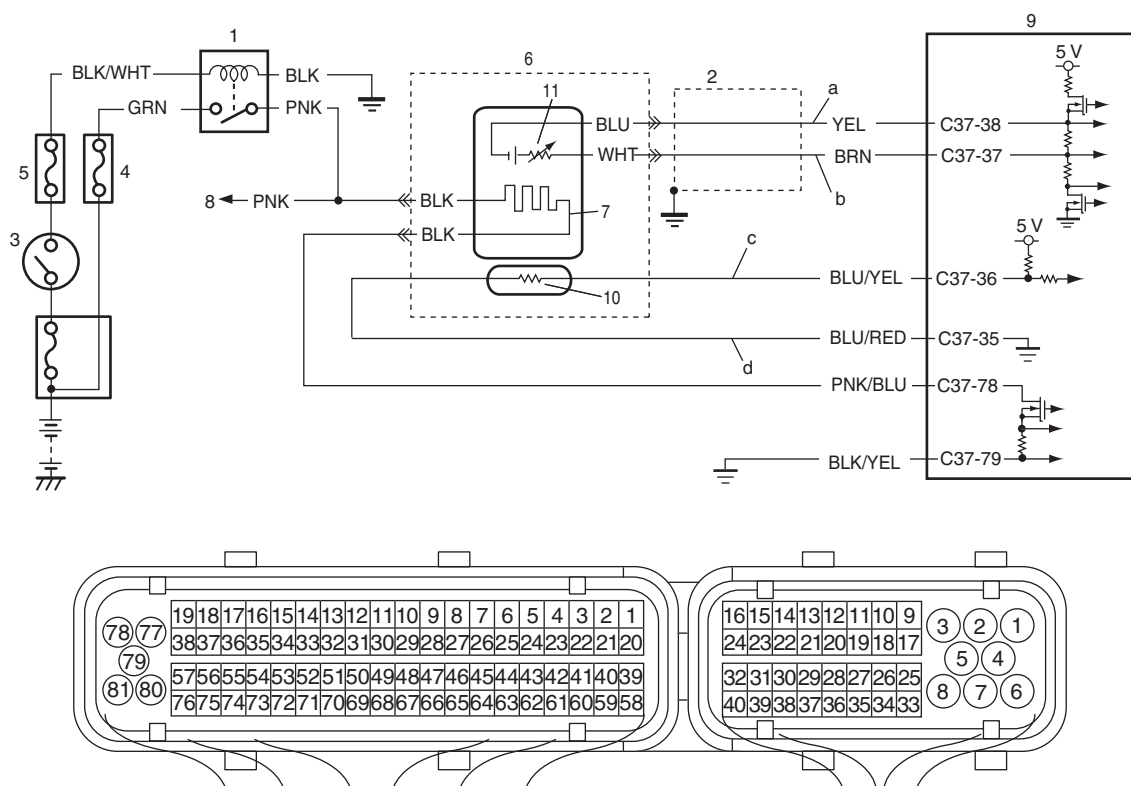 9
1
5 V
6
2
BLK/WHT
BLK
a
11
GRN
PNK
BLU
YEL
C37-38
WHT
BRN
C37-37
5
4
b
8
PNK
BLK
7
5 V
3
BLK
c
BLU/YEL
C37-36
10
BLU/RED
C37-35
d
PNK/BLU
C37-78
BLK/YEL
C37-79
19 18 17 16 15 14 13 12 11 10 9 8 7 6 5 4 3 2 1
16 15 14 13 12 11 10 9
78 77
3 2 1
38 37 36 35 34 33 32 31 30 29 28 27 26 25 24 23 22 21 20
24 23 22 21 20 19 18 17
79
5 4
57 56 55 54 53 52 51 50 49 48 47 46 45 44 43 42 41 40 39
32 31 30 29 28 27 26 25
81 80
8 7 6
76 75 74 73 72 71 70 69 68 67 66 65 64 63 62 61 60 59 58
40 39 38 37 36 35 34 33